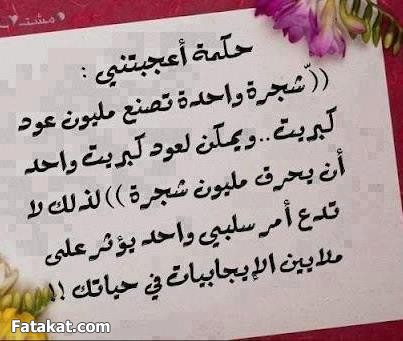 حكمة أعجبتني :
((شجرة واحدة تصنع مليون عود
كبريت..ويمكن لعود كبريت واحد
أن يحرق مليون شجرة)) لذلك لا
تدع أمر سلبي واحد يؤثر على
ملايين الإيجابيات في حياتك !!
Fatakat.com